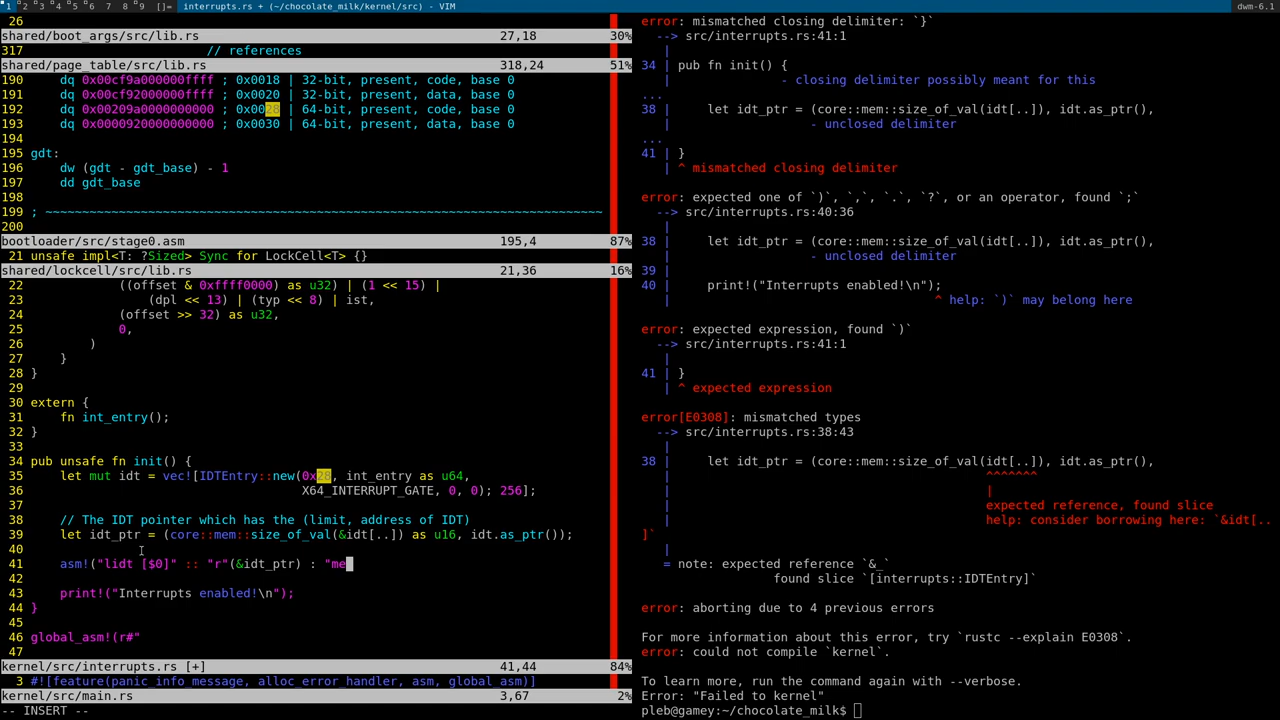 1 2 3 4 5 6 7 8 9 []= interrupts.rs + (~/chocolate_milk/kernel/src) - VIM dwm-6.1
26
shared/boot_args/src/lib.rs 27,18 30%
317 // references
shared/page_table/src/lib.rs 318,24 51%
190 dq 0x00cf9a000000ffff ; 0x0018 | 32-bit, present, code, base 0
191 dq 0x00cf92000000ffff ; 0x0020 | 32-bit, present, data, base 0
192 dq 0x00209a0000000000 ; 0x0028 | 64-bit, present, code, base 0
193 dq 0x0000920000000000 ; 0x0030 | 64-bit, present, data, base 0
194
195 gdt:
196 dw (gdt - gdt_base) - 1
197 dd gdt_base
198
199 ; ~~~~~~~~~~~~~~~~~~~~~~~~~~~~~~~~~~~~~~~~~~~~~~~~~~~~~~~~~~~~~~~~~~~~~~~~~~~~
200
bootloader/src/stage0.asm 195,4 87%
21 unsafe impl<T: ?Sized> Sync for LockCell<T> {}
shared/lockcell/src/lib.rs 21,36 16%
22 ((offset & 0xffff0000) as u32) | (1 << 15) |
23 (dpl << 13) | (typ << 8) | ist,
24 (offset >> 32) as u32,
25 0,
26 )
27 }
28 }
29
30 extern {
31 fn int_entry();
32 }
33
34 pub unsafe fn init() {
35 let mut idt = vec![IDTEntry::new(0x28, int_entry as u64,
36 X64_INTERRUPT_GATE, 0, 0); 256];
37
38 // The IDT pointer which has the (limit, address of IDT)
39 let idt_ptr = (core::mem::size_of_val(&idt[..]) as u16, idt.as_ptr());
40
41 asm!("lidt [$0]" :: "r"(&idt_ptr) : "me
42
43 print!("Interrupts enabled!\n");
44 }
45
46 global_asm!(r#"
47
kernel/src/interrupts.rs [+] 41,44 84%
3 #![feature(panic_info_message, alloc_error_handler, asm, global_asm)]
kernel/src/main.rs 3,67 2%
-- INSERT --
error: mismatched closing delimiter: `}`
--> src/interrupts.rs:41:1
|
34 | pub fn init() {
| - closing delimiter possibly meant for this
...
38 | let idt_ptr = (core::mem::size_of_val(idt[..]), idt.as_ptr(),
| - unclosed delimiter
...
41 | }
| ^ mismatched closing delimiter
error: expected one of `)`, `,`, `.`, `?`, or an operator, found `;`
--> src/interrupts.rs:40:36
|
38 | let idt_ptr = (core::mem::size_of_val(idt[..]), idt.as_ptr(),
| - unclosed delimiter
39 |
40 | print!("Interrupts enabled!\n");
| ^ help: `)` may belong here
error: expected expression, found `)`
--> src/interrupts.rs:41:1
|
41 | }
| ^ expected expression
error[E0308]: mismatched types
--> src/interrupts.rs:38:43
|
38 | let idt_ptr = (core::mem::size_of_val(idt[..]), idt.as_ptr(),
| ^^^^^^^
| |
| expected reference, found slice
| help: consider borrowing here: `&idt[..
]`
|
= note: expected reference `&_`
found slice `[interrupts::IDTEntry]`
error: aborting due to 4 previous errors
For more information about this error, try `rustc --explain E0308`.
error: could not compile `kernel`.
To learn more, run the command again with --verbose.
Error: "Failed to kernel"
pleb@gamey:~/chocolate_milk$